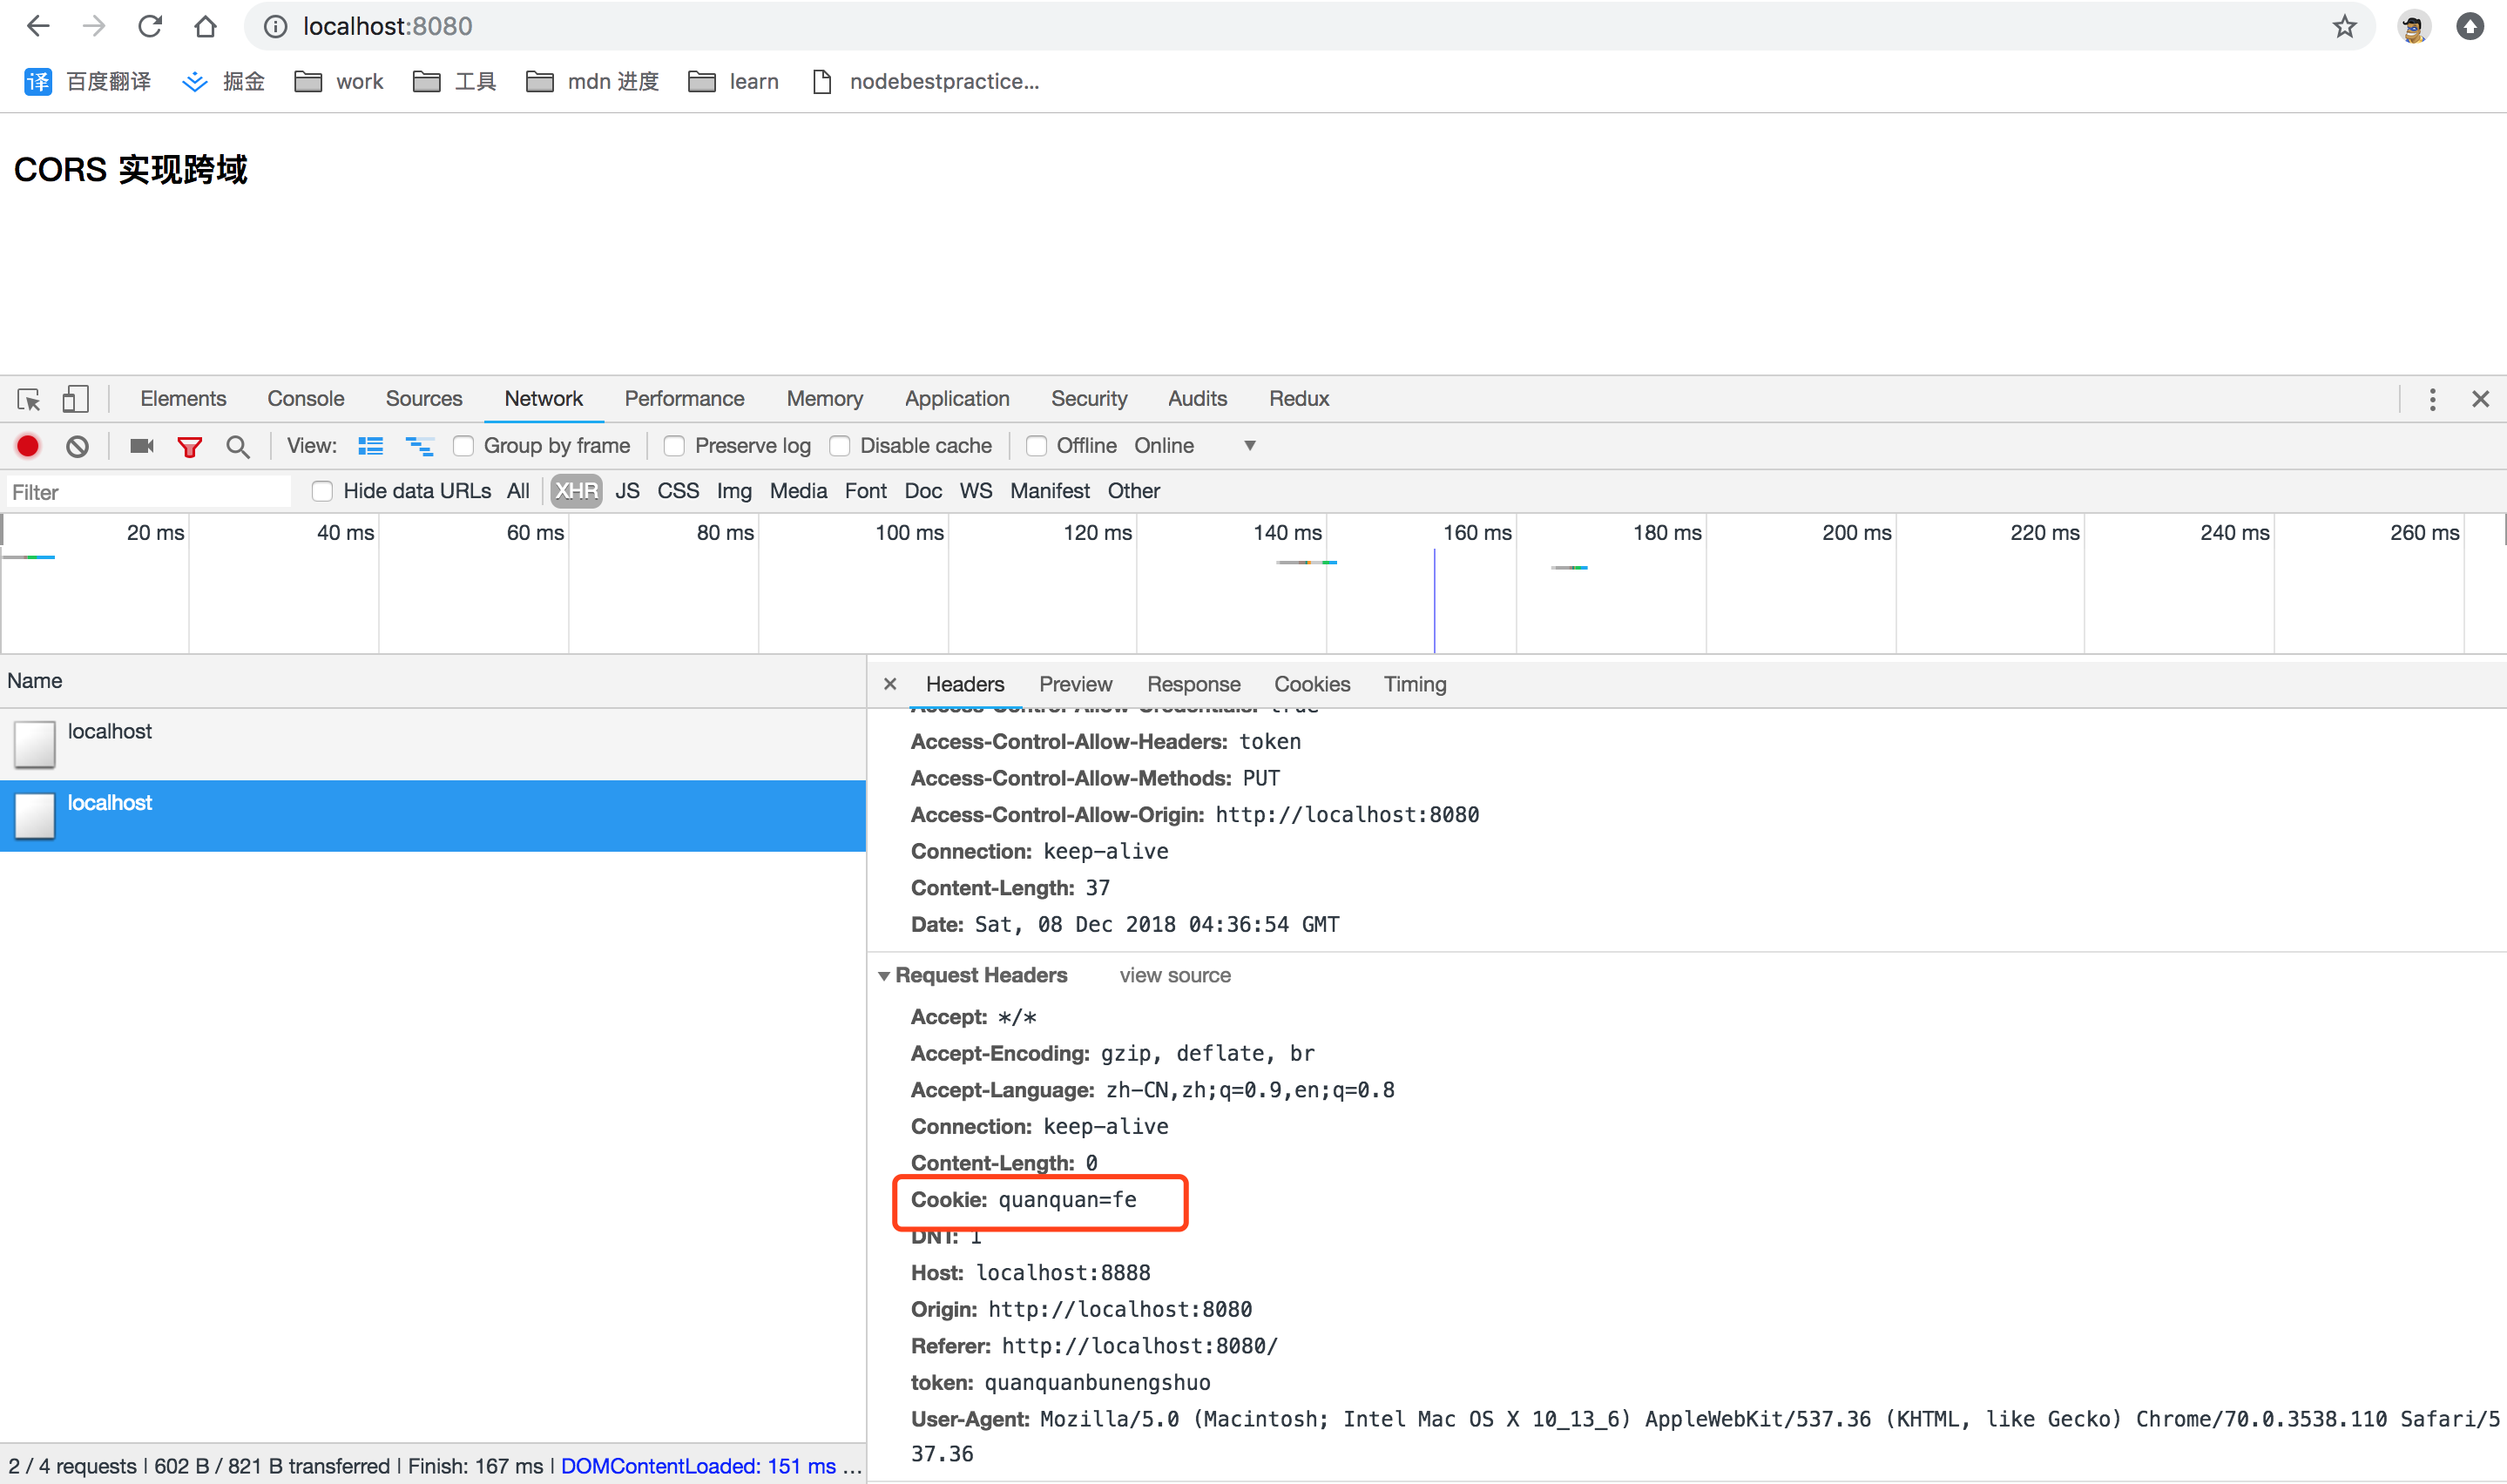 localhost:8080
译 百度翻译 掘金 work 工具 mdn 进度 learn nodebestpractice...
CORS 实现跨域
Elements Console Sources Network Performance Memory Application Security Audits Redux
View: Group by frame Preserve log Disable cache Offline Online
Filter Hide data URLs All XHR JS CSS Img Media Font Doc WS Manifest Other
20 ms 40 ms 60 ms 80 ms 100 ms 120 ms 140 ms 160 ms 180 ms 200 ms 220 ms 240 ms 260 ms
Name
localhost
localhost
2 / 4 requests | 602 B / 821 B transferred | Finish: 167 ms | DOMContentLoaded: 151 ms ...
Headers Preview Response Cookies Timing
Access-Control-Allow-Credentials: true
Access-Control-Allow-Headers: token
Access-Control-Allow-Methods: PUT
Access-Control-Allow-Origin: http://localhost:8080
Connection: keep-alive
Content-Length: 37
Date: Sat, 08 Dec 2018 04:36:54 GMT
Request Headers view source
Accept: */*
Accept-Encoding: gzip, deflate, br
Accept-Language: zh-CN,zh;q=0.9,en;q=0.8
Connection: keep-alive
Content-Length: 0
Cookie: quanquan=fe
DNT: 1
Host: localhost:8888
Origin: http://localhost:8080
Referer: http://localhost:8080/
token: quanquanbunengshuo
User-Agent: Mozilla/5.0 (Macintosh; Intel Mac OS X 10_13_6) AppleWebKit/537.36 (KHTML, like Gecko) Chrome/70.0.3538.110 Safari/5
37.36